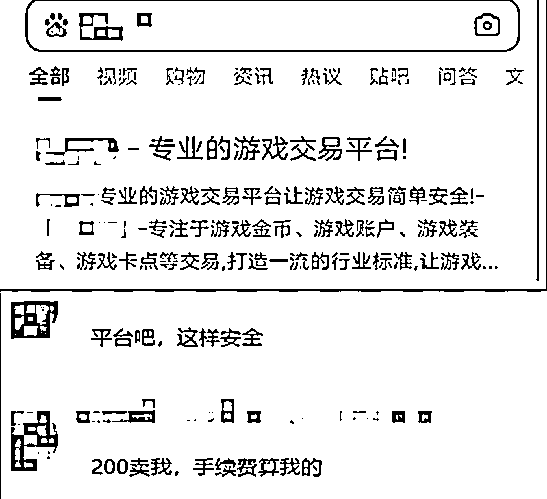 全部 视频 购物 资讯 热议 贴吧 问答 文
- 专业的游戏交易平台!
专业的游戏交易平台让游戏交易简单安全!-
-专注于游戏金币、游戏账户、游戏装
备、游戏卡点等交易,打造一流的行业标准,让游戏...
平台吧，这样安全
200卖我，手续费算我的